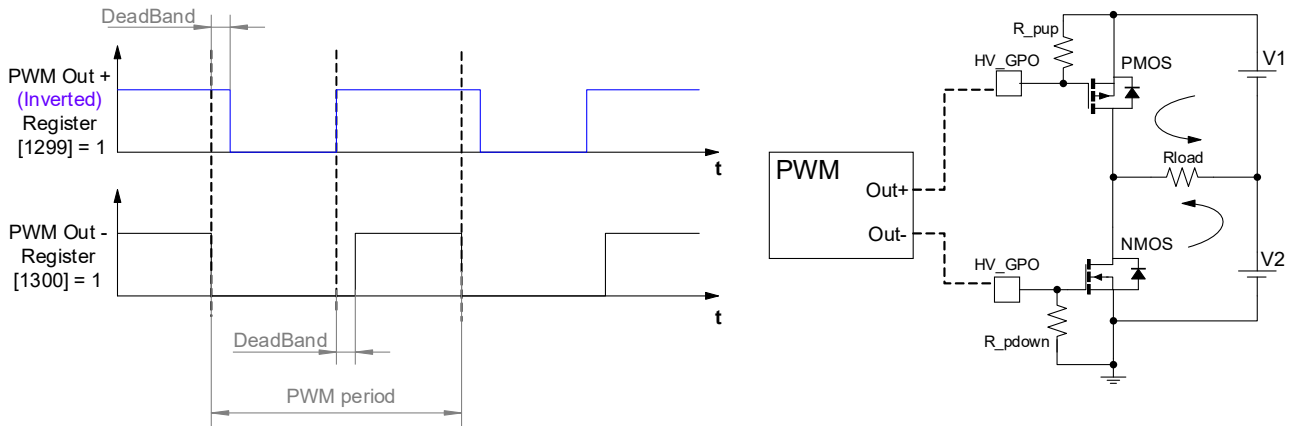 DeadBand
PWM Out +
(Inverted)
Register
[1299] = 1
t
PWM Out -
Register
[1300] = 1
t
DeadBand
PWM period
R_pup
HV_GPO
PMOS
V1
PWM
Out+
Out-
Rload
HV_GPO
NMOS
V2
R_pdown